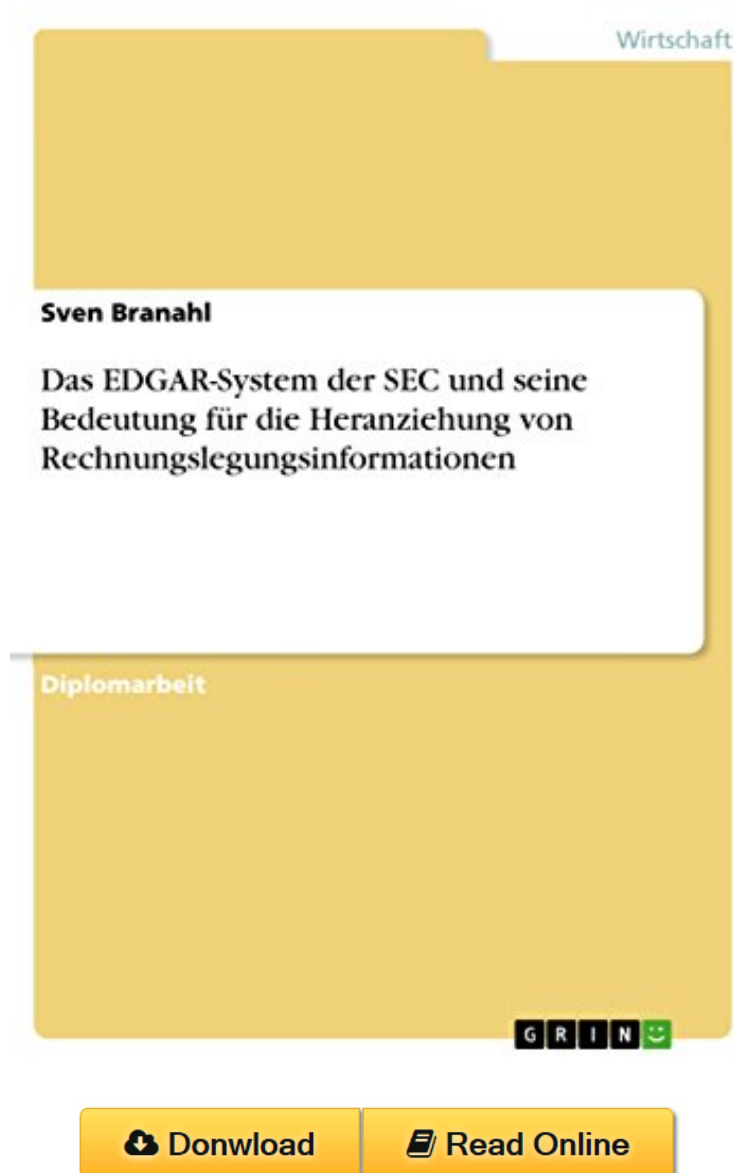 Wirtschaft
Sven Branahl
Das EDGAR-System der SEC und seine
Bedeutung für die Heranziehung von
Rechnungslegungsinformationen
Diplomarbeit
GRIN
Donwload
Read Online